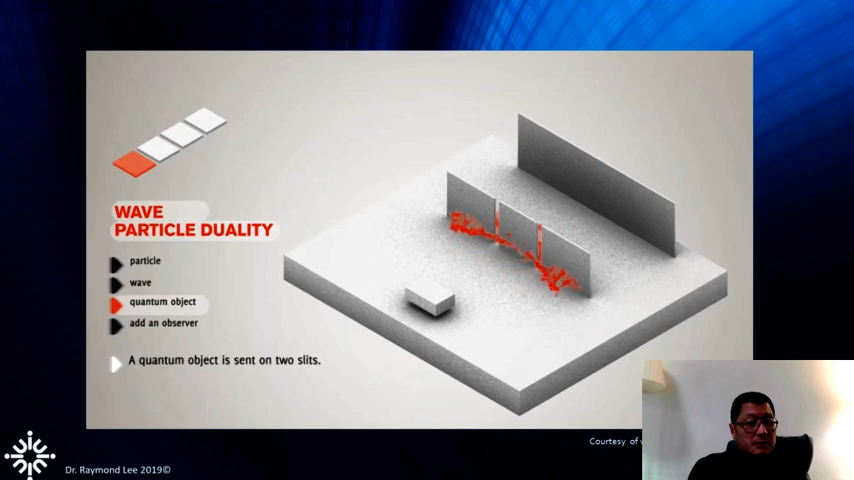 WAVE
PARTICLE DUALITY
particle
wave
quantum object
add an observer
A quantum object is sent on two slits.
Courtesy of
Dr. Raymond Lee 2019©